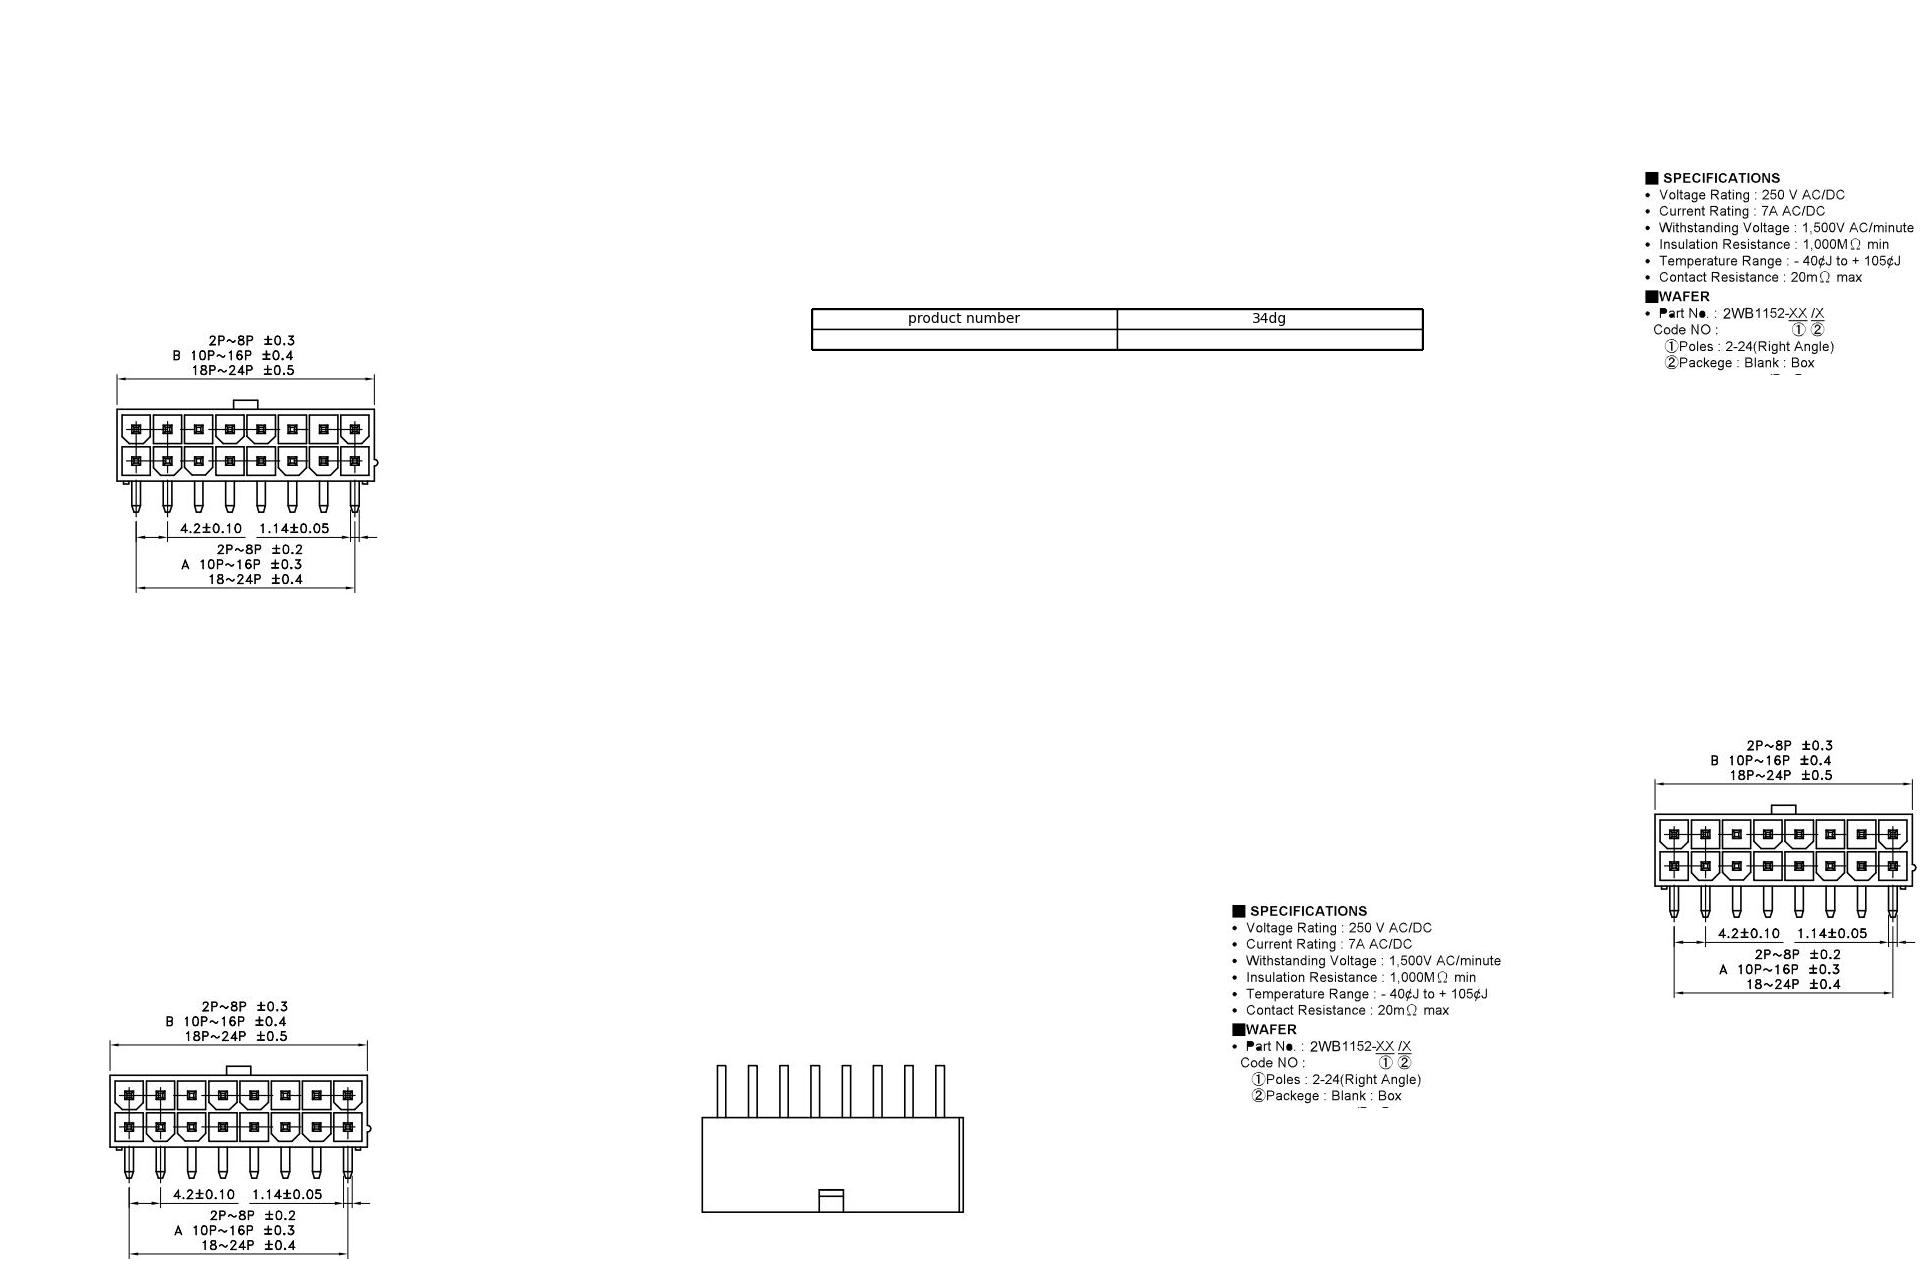 ■ SPECIFICATIONS
• Voltage Rating : 250 V AC/DC
• Current Rating : 7A AC/DC
• Withstanding Voltage : 1,500V AC/minute
• Insulation Resistance : 1,000MΩ min
• Temperature Range : - 40¢J to + 105¢J
• Contact Resistance : 20mΩ max
■WAFER
• Part No. : 2WB1152-XX /X
Code NO : ① ②
①Poles : 2-24(Right Angle)
②Packege : Blank : Box
product number 34dg
2P~8P ±0.3
B 10P~16P ±0.4
18P~24P ±0.5
4.2±0.10 1.14±0.05
2P~8P ±0.2
A 10P~16P ±0.3
18~24P ±0.4
2P~8P ±0.3
B 10P~16P ±0.4
18P~24P ±0.5
4.2±0.10 1.14±0.05
2P~8P ±0.2
A 10P~16P ±0.3
18~24P ±0.4
■ SPECIFICATIONS
• Voltage Rating : 250 V AC/DC
• Current Rating : 7A AC/DC
• Withstanding Voltage : 1,500V AC/minute
• Insulation Resistance : 1,000MΩ min
• Temperature Range : - 40¢J to + 105¢J
• Contact Resistance : 20mΩ max
■WAFER
• Part No. : 2WB1152-XX /X
Code NO : ① ②
①Poles : 2-24(Right Angle)
②Packege : Blank : Box
2P~8P ±0.3
B 10P~16P ±0.4
18P~24P ±0.5
4.2±0.10 1.14±0.05
2P~8P ±0.2
A 10P~16P ±0.3
18~24P ±0.4